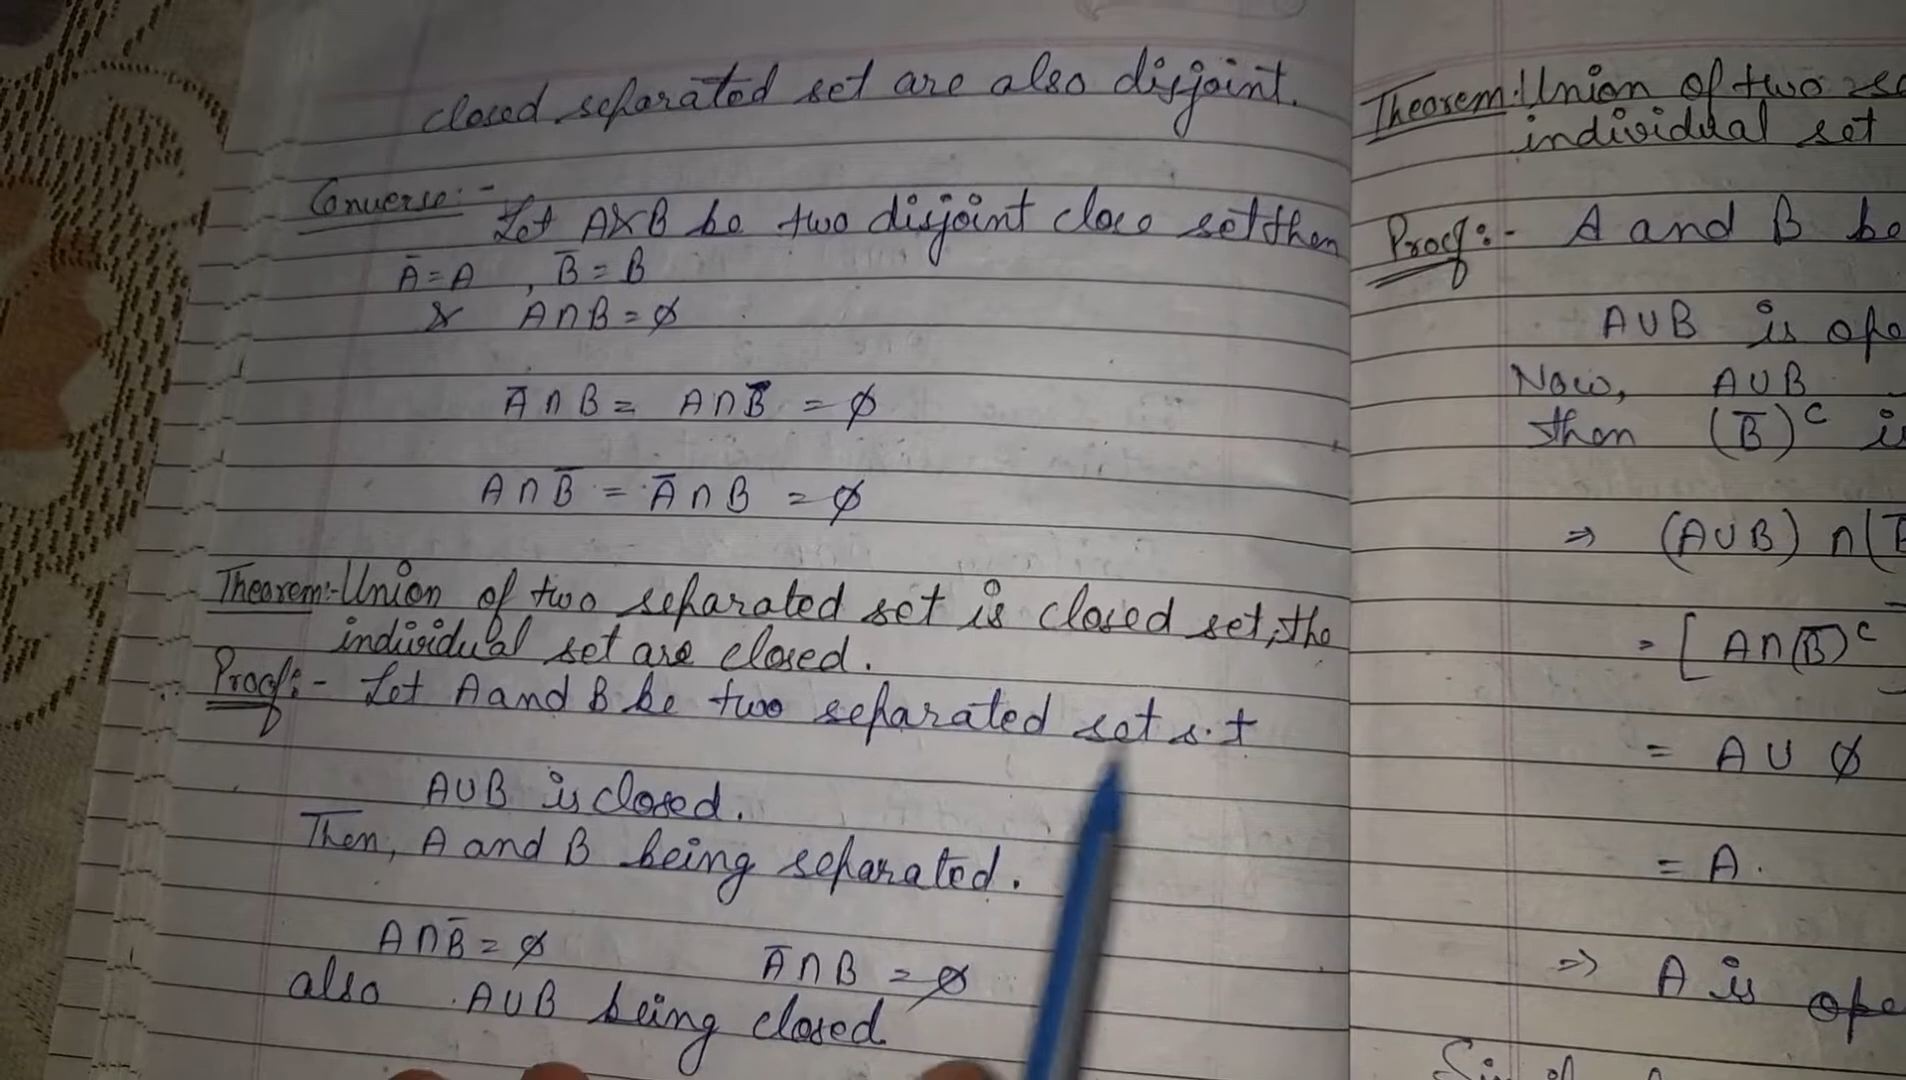 closed separated set are also disjoint.
Converse:- Let A & B be two disjoint close set then
A̅ = A , B̅ = B
& A∩B = ϕ
A̅ ∩ B = A∩B̅ = ϕ
A∩B̅ = A̅ ∩ B = ϕ
Theorem:- Union of two separated set is closed set, the
individual set are closed.
Proof:- Let A and B be two separated set s.t
A∪B is closed.
Then, A and B being separated.
A∩B̅ = ϕ A̅∩B = ϕ
also A∪B being closed
Theorem: Union of two
individual set
Proof:- A and B be
A∪B is ope
Now, A∪B
then (B̅)ᶜ
⇒ (A∪B) ∩ (
= [A∩(B̅)ᶜ
= A ∪ ϕ
= A.
⇒ A is ope